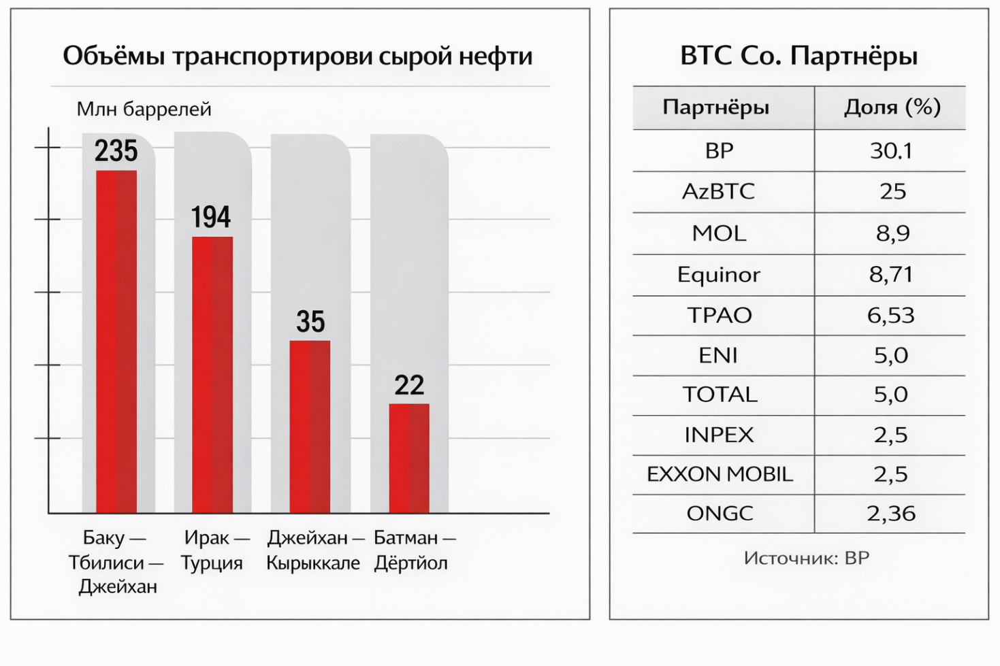 Объёмы транспортирови сырой нефти
Млн баррелей
235
194
35
22
Баку —
Тбилиси —
Джейхан
Ирак —
Турция
Джейхан —
Кырыккале
Батман —
Дёртйол
BTC Co. Партнёры
Партнёры Доля (%)
BP 30.1
AzBTC 25
MOL 8,9
Equinor 8,71
TPAO 6,53
ENI 5,0
TOTAL 5,0
INPEX 2,5
EXXON MOBIL 2,5
ONGC 2,36
Источник: BP